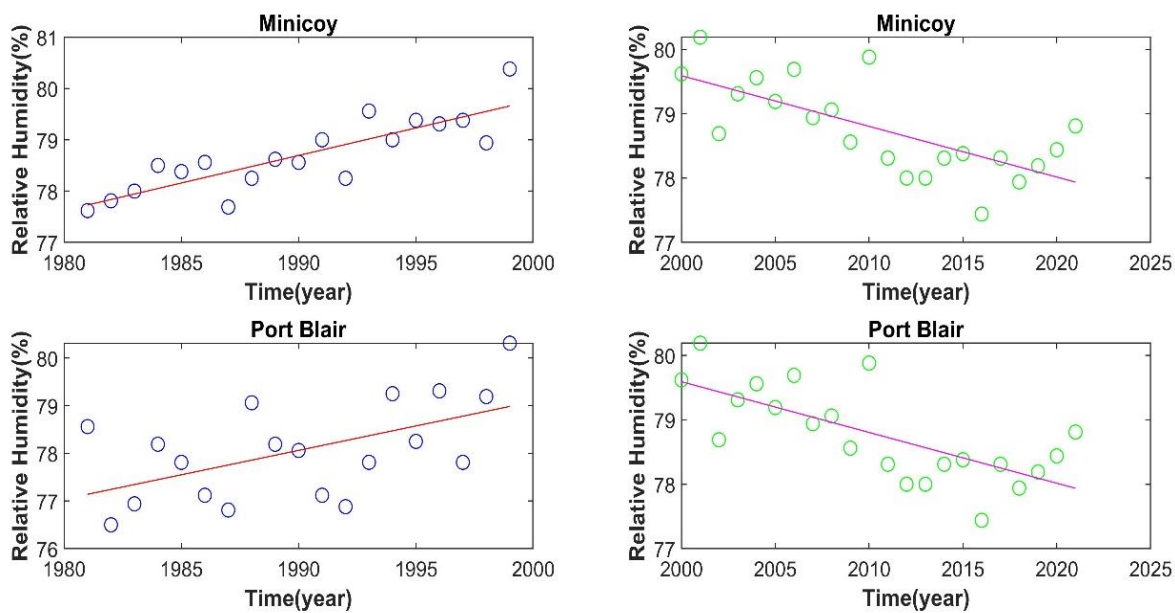 Minicoy
Relative Humidity(%)
81
80
79
78
77
1980 1985 1990 1995 2000
Time(year)
Minicoy
Relative Humidity(%)
80
79
78
77
2000 2005 2010 2015 2020 2025
Time(year)
Port Blair
Relative Humidity(%)
80
79
78
77
76
1980 1985 1990 1995 2000
Time(year)
Port Blair
Relative Humidity(%)
80
79
78
77
2000 2005 2010 2015 2020 2025
Time(year)